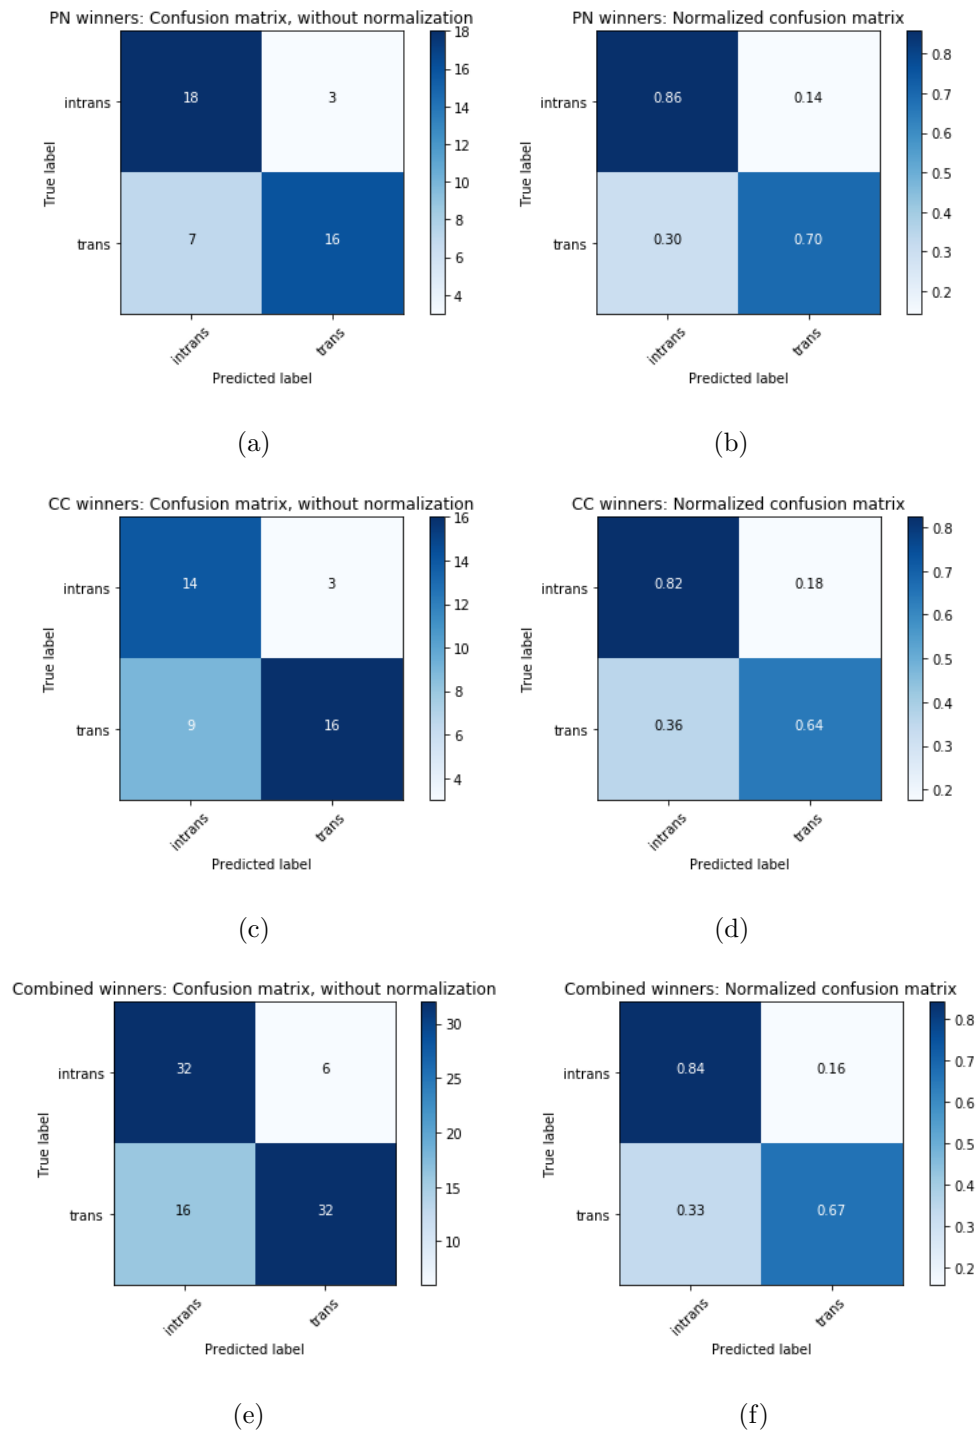 PN winners: Confusion matrix, without normalization
18
16
14
12
10
8
6
4
intrans
trans
True label
18 3
7 16
intrans trans
Predicted label
(a)
PN winners: Normalized confusion matrix
0.8
0.7
0.6
0.5
0.4
0.3
0.2
intrans
trans
True label
0.86 0.14
0.30 0.70
intrans trans
Predicted label
(b)
CC winners: Confusion matrix, without normalization
16
14
12
10
8
6
4
intrans
trans
True label
14 3
9 16
intrans trans
Predicted label
(c)
CC winners: Normalized confusion matrix
0.8
0.7
0.6
0.5
0.4
0.3
0.2
intrans
trans
True label
0.82 0.18
0.36 0.64
intrans trans
Predicted label
(d)
Combined winners: Confusion matrix, without normalization
30
25
20
15
10
intrans
trans
True label
32 6
16 32
intrans trans
Predicted label
(e)
Combined winners: Normalized confusion matrix
0.8
0.7
0.6
0.5
0.4
0.3
0.2
intrans
trans
True label
0.84 0.16
0.33 0.67
intrans trans
Predicted label
(f)